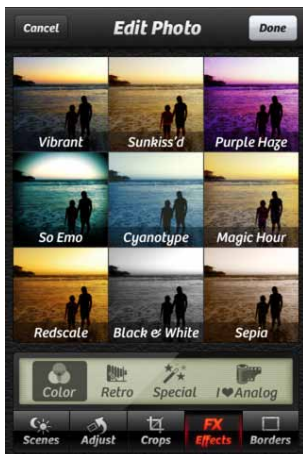 Cancel Edit Photo Done
Vibrant Sunkiss'd Purple Haze
So Emo Cyanotype Magic Hour
Redscale Black & White Sepia
Color Retro Special I❤Analog
FX
Scenes Adjust Crops Effects Borders